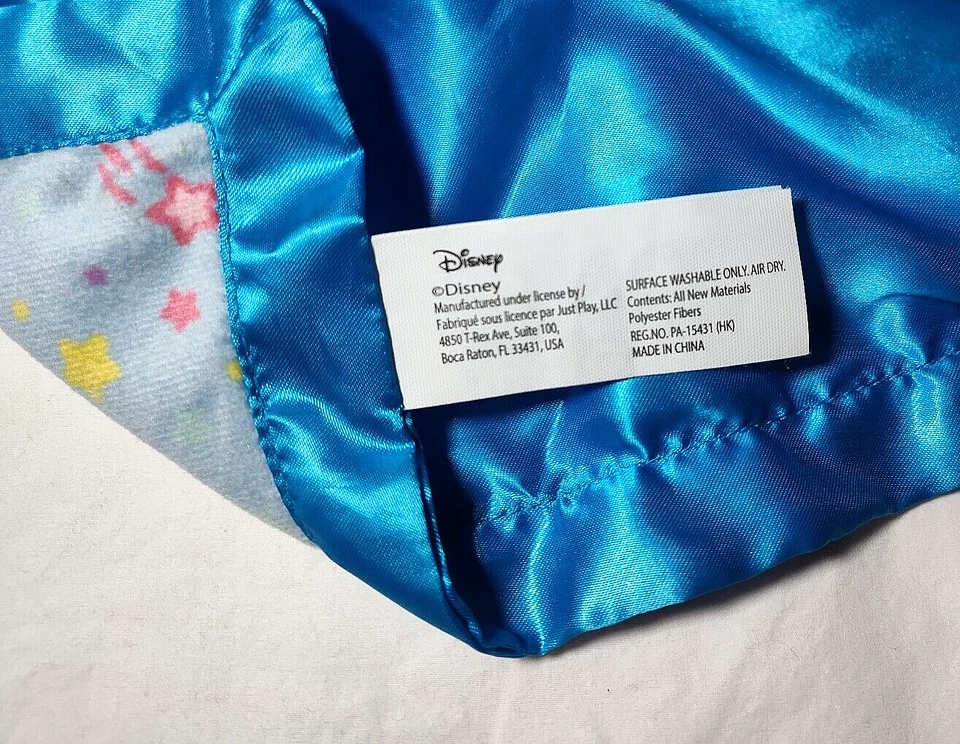 Disney
©Disney
Manufactured under license by /
Fabriqué sous licence par Just Play, LLC
4850 T-Rex Ave, Suite 100,
Boca Raton, FL 33431, USA
SURFACE WASHABLE ONLY. AIR DRY.
Contents: All New Materials
Polyester Fibers
REG.NO. PA-15431 (HK)
MADE IN CHINA